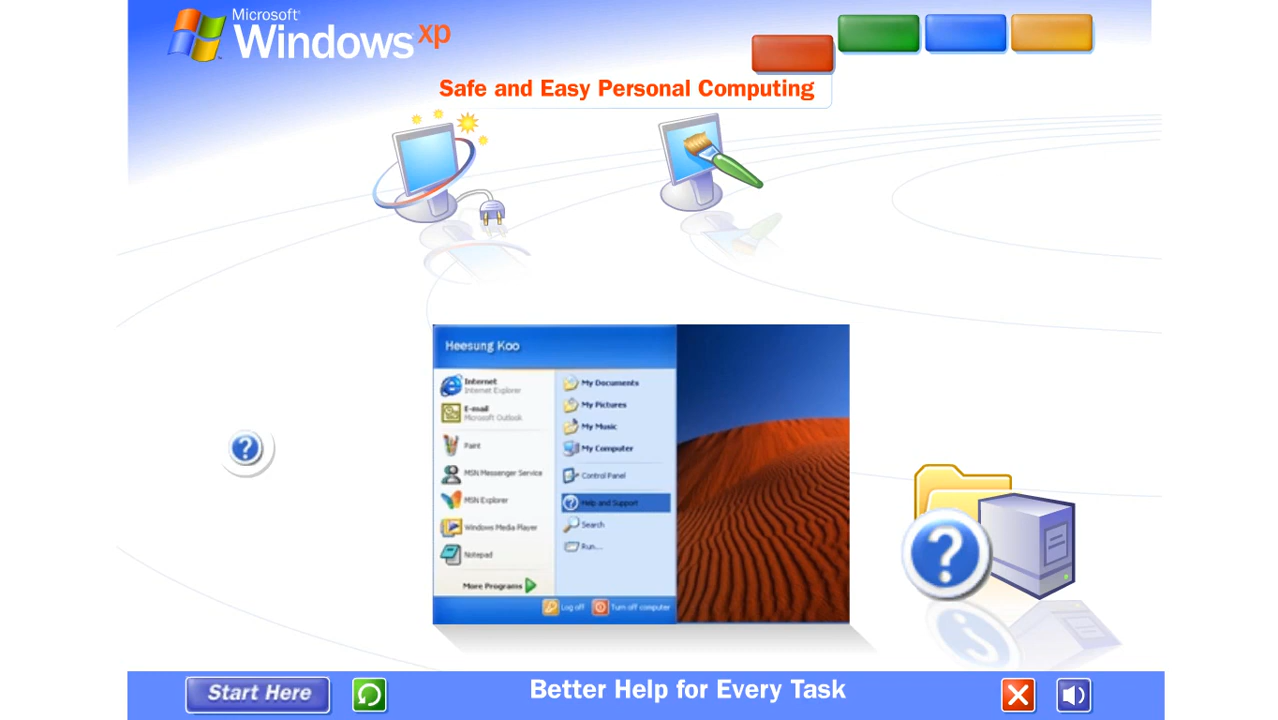 Microsoft®
Windows xp
Safe and Easy Personal Computing
Heesung Koo
Internet
Internet Explorer
E-mail
Microsoft Outlook
Paint
MSN Messenger Service
MSN Explorer
Windows Media Player
Notepad
More Programs
My Documents
My Pictures
My Music
My Computer
Control Panel
Help and Support
Search
Run...
Log off
Turn off computer
Start Here
Better Help for Every Task